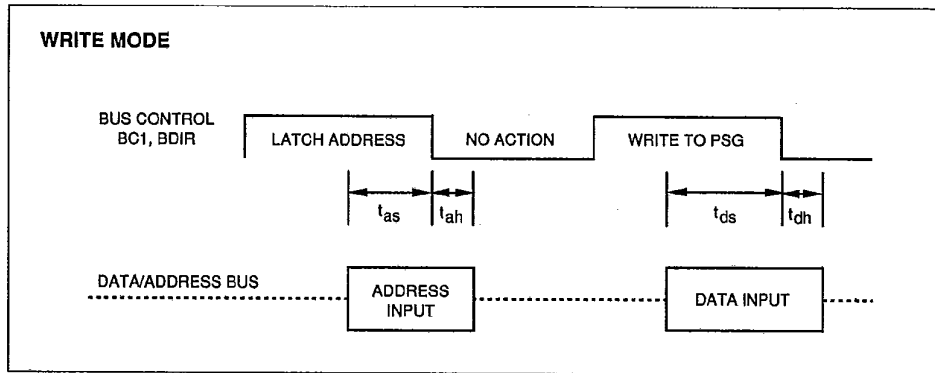 WRITE MODE
BUS CONTROL
BC1, BDIR
LATCH ADDRESS
NO ACTION
WRITE TO PSG
tas
tah
tds
tdh
DATA/ADDRESS BUS
ADDRESS
INPUT
DATA INPUT